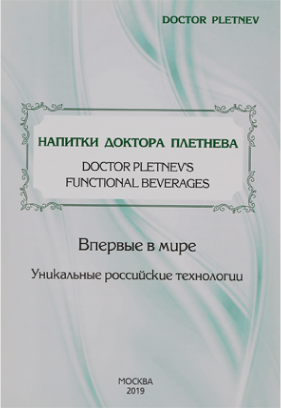 DOCTOR PLETNEV
НАПИТКИ ДОКТОРА ПЛЕТНЕВА
DOCTOR PLETNEV'S
FUNCTIONAL BEVERAGES
Впервые в мире
Уникальные российские технологии
МОСКВА
2019